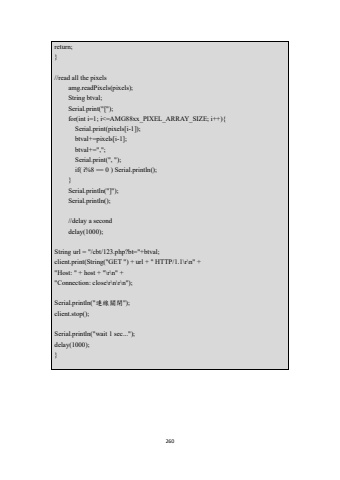 return;
}
//read all the pixels
amg.readPixels(pixels);
String btval;
Serial.print("[");
for(int i=1; i<=AMG88xx_PIXEL_ARRAY_SIZE; i++){
Serial.print(pixels[i-1]);
btval+=pixels[i-1];
btval+=",";
Serial.print(", ");
if( i%8 == 0 ) Serial.println();
}
Serial.println("]");
Serial.println();
//delay a second
delay(1000);
String url = "/cbt/123.php?bt="+btval;
client.print(String("GET ") + url + " HTTP/1.1\r\n" +
"Host: " + host + "\r\n" +
"Connection: close\r\n\r\n");
Serial.println("連線關閉");
client.stop();
Serial.println("wait 1 sec...");
delay(1000);
}
260